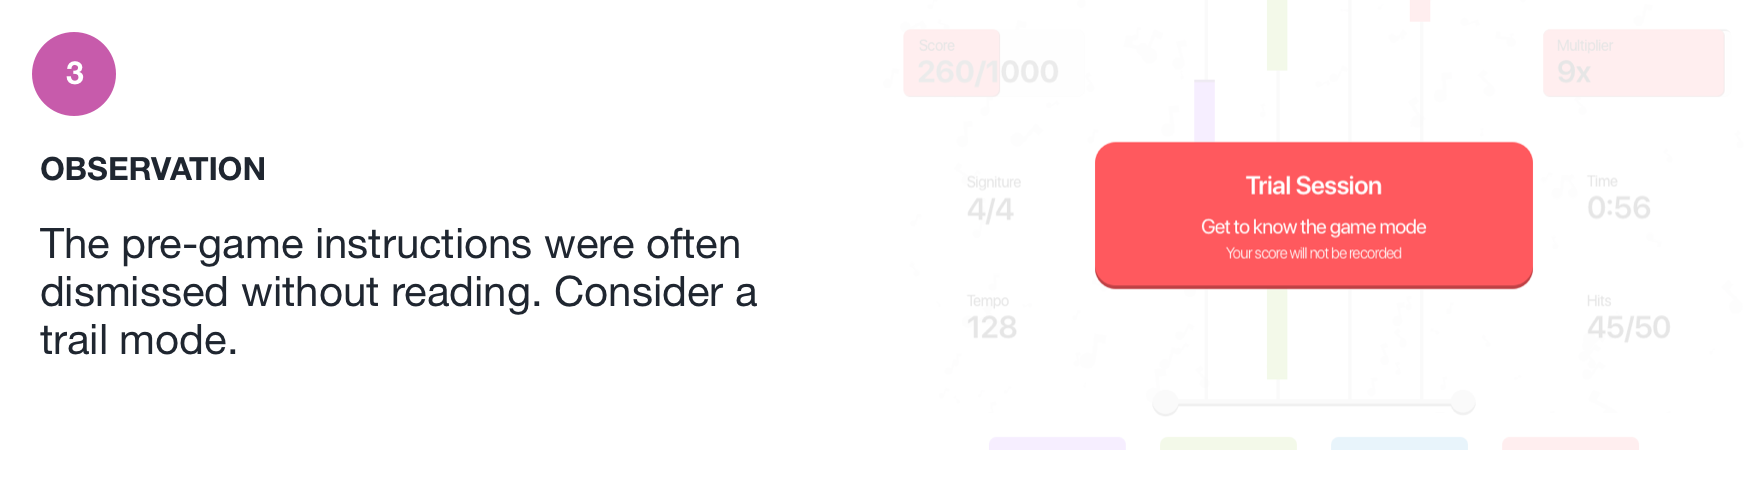 3
OBSERVATION
The pre-game instructions were often
dismissed without reading. Consider a
trail mode.
Score
260/1000
Multiplier
9x
Signiture
4/4
Time
0:56
Trial Session
Get to know the game mode
Your score will not be recorded
Tempo
128
Hits
45/50